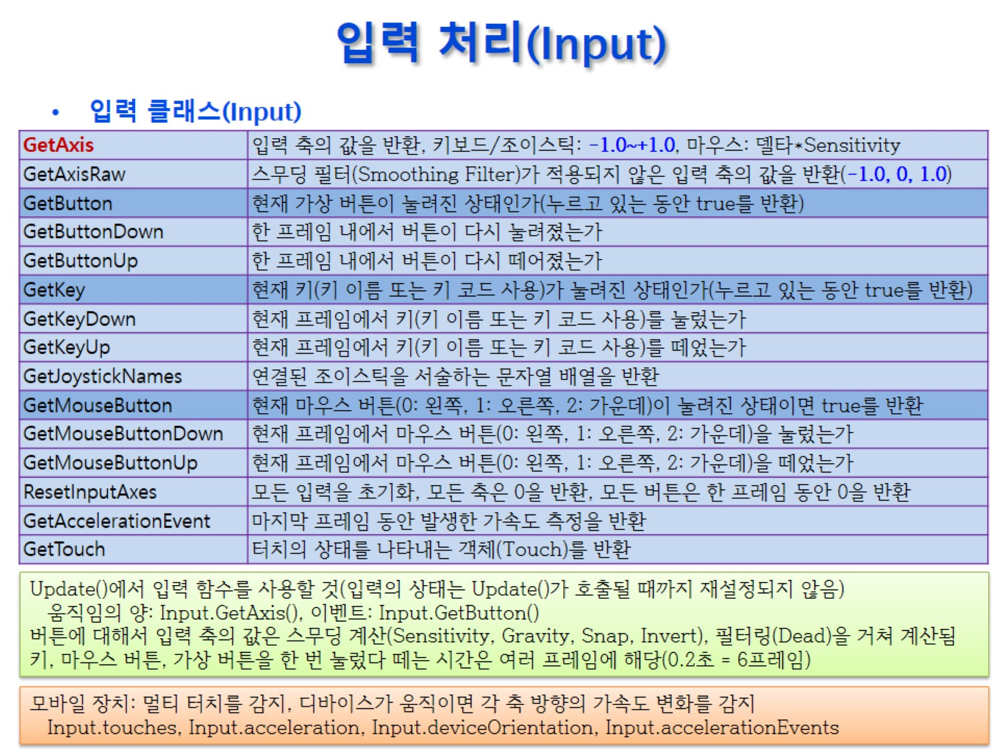 입력 처리(Input)
• 입력 클래스(Input)
GetAxis 입력 축의 값을 반환, 키보드/조이스틱: -1.0~+1.0, 마우스: 델타*Sensitivity
GetAxisRaw 스무딩 필터(Smoothing Filter)가 적용되지 않은 입력 축의 값을 반환(-1.0, 0, 1.0)
GetButton 현재 가상 버튼이 눌려진 상태인가(누르고 있는 동안 true를 반환)
GetButtonDown 한 프레임 내에서 버튼이 다시 눌려졌는가
GetButtonUp 한 프레임 내에서 버튼이 다시 떼어졌는가
GetKey 현재 키(키 이름 또는 키 코드 사용)가 눌려진 상태인가(누르고 있는 동안 true를 반환)
GetKeyDown 현재 프레임에서 키(키 이름 또는 키 코드 사용)를 눌렀는가
GetKeyUp 현재 프레임에서 키(키 이름 또는 키 코드 사용)를 떼었는가
GetJoystickNames 연결된 조이스틱을 서술하는 문자열 배열을 반환
GetMouseButton 현재 마우스 버튼(0: 왼쪽, 1: 오른쪽, 2: 가운데)이 눌려진 상태이면 true를 반환
GetMouseButtonDown 현재 프레임에서 마우스 버튼(0: 왼쪽, 1: 오른쪽, 2: 가운데)을 눌렀는가
GetMouseButtonUp 현재 프레임에서 마우스 버튼(0: 왼쪽, 1: 오른쪽, 2: 가운데)을 떼었는가
ResetInputAxes 모든 입력을 초기화, 모든 축은 0을 반환, 모든 버튼은 한 프레임 동안 0을 반환
GetAccelerationEvent 마지막 프레임 동안 발생한 가속도 측정을 반환
GetTouch 터치의 상태를 나타내는 객체(Touch)를 반환
Update()에서 입력 함수를 사용할 것(입력의 상태는 Update()가 호출될 때까지 재설정되지 않음)
움직임의 양: Input.GetAxis(), 이벤트: Input.GetButton()
버튼에 대해서 입력 축의 값은 스무딩 계산(Sensitivity, Gravity, Snap, Invert), 필터링(Dead)을 거쳐 계산됨
키, 마우스 버튼, 가상 버튼을 한 번 눌렀다 떼는 시간은 여러 프레임에 해당(0.2초 = 6프레임)
모바일 장치: 멀티 터치를 감지, 디바이스가 움직이면 각 축 방향의 가속도 변화를 감지
Input.touches, Input.acceleration, Input.deviceOrientation, Input.accelerationEvents